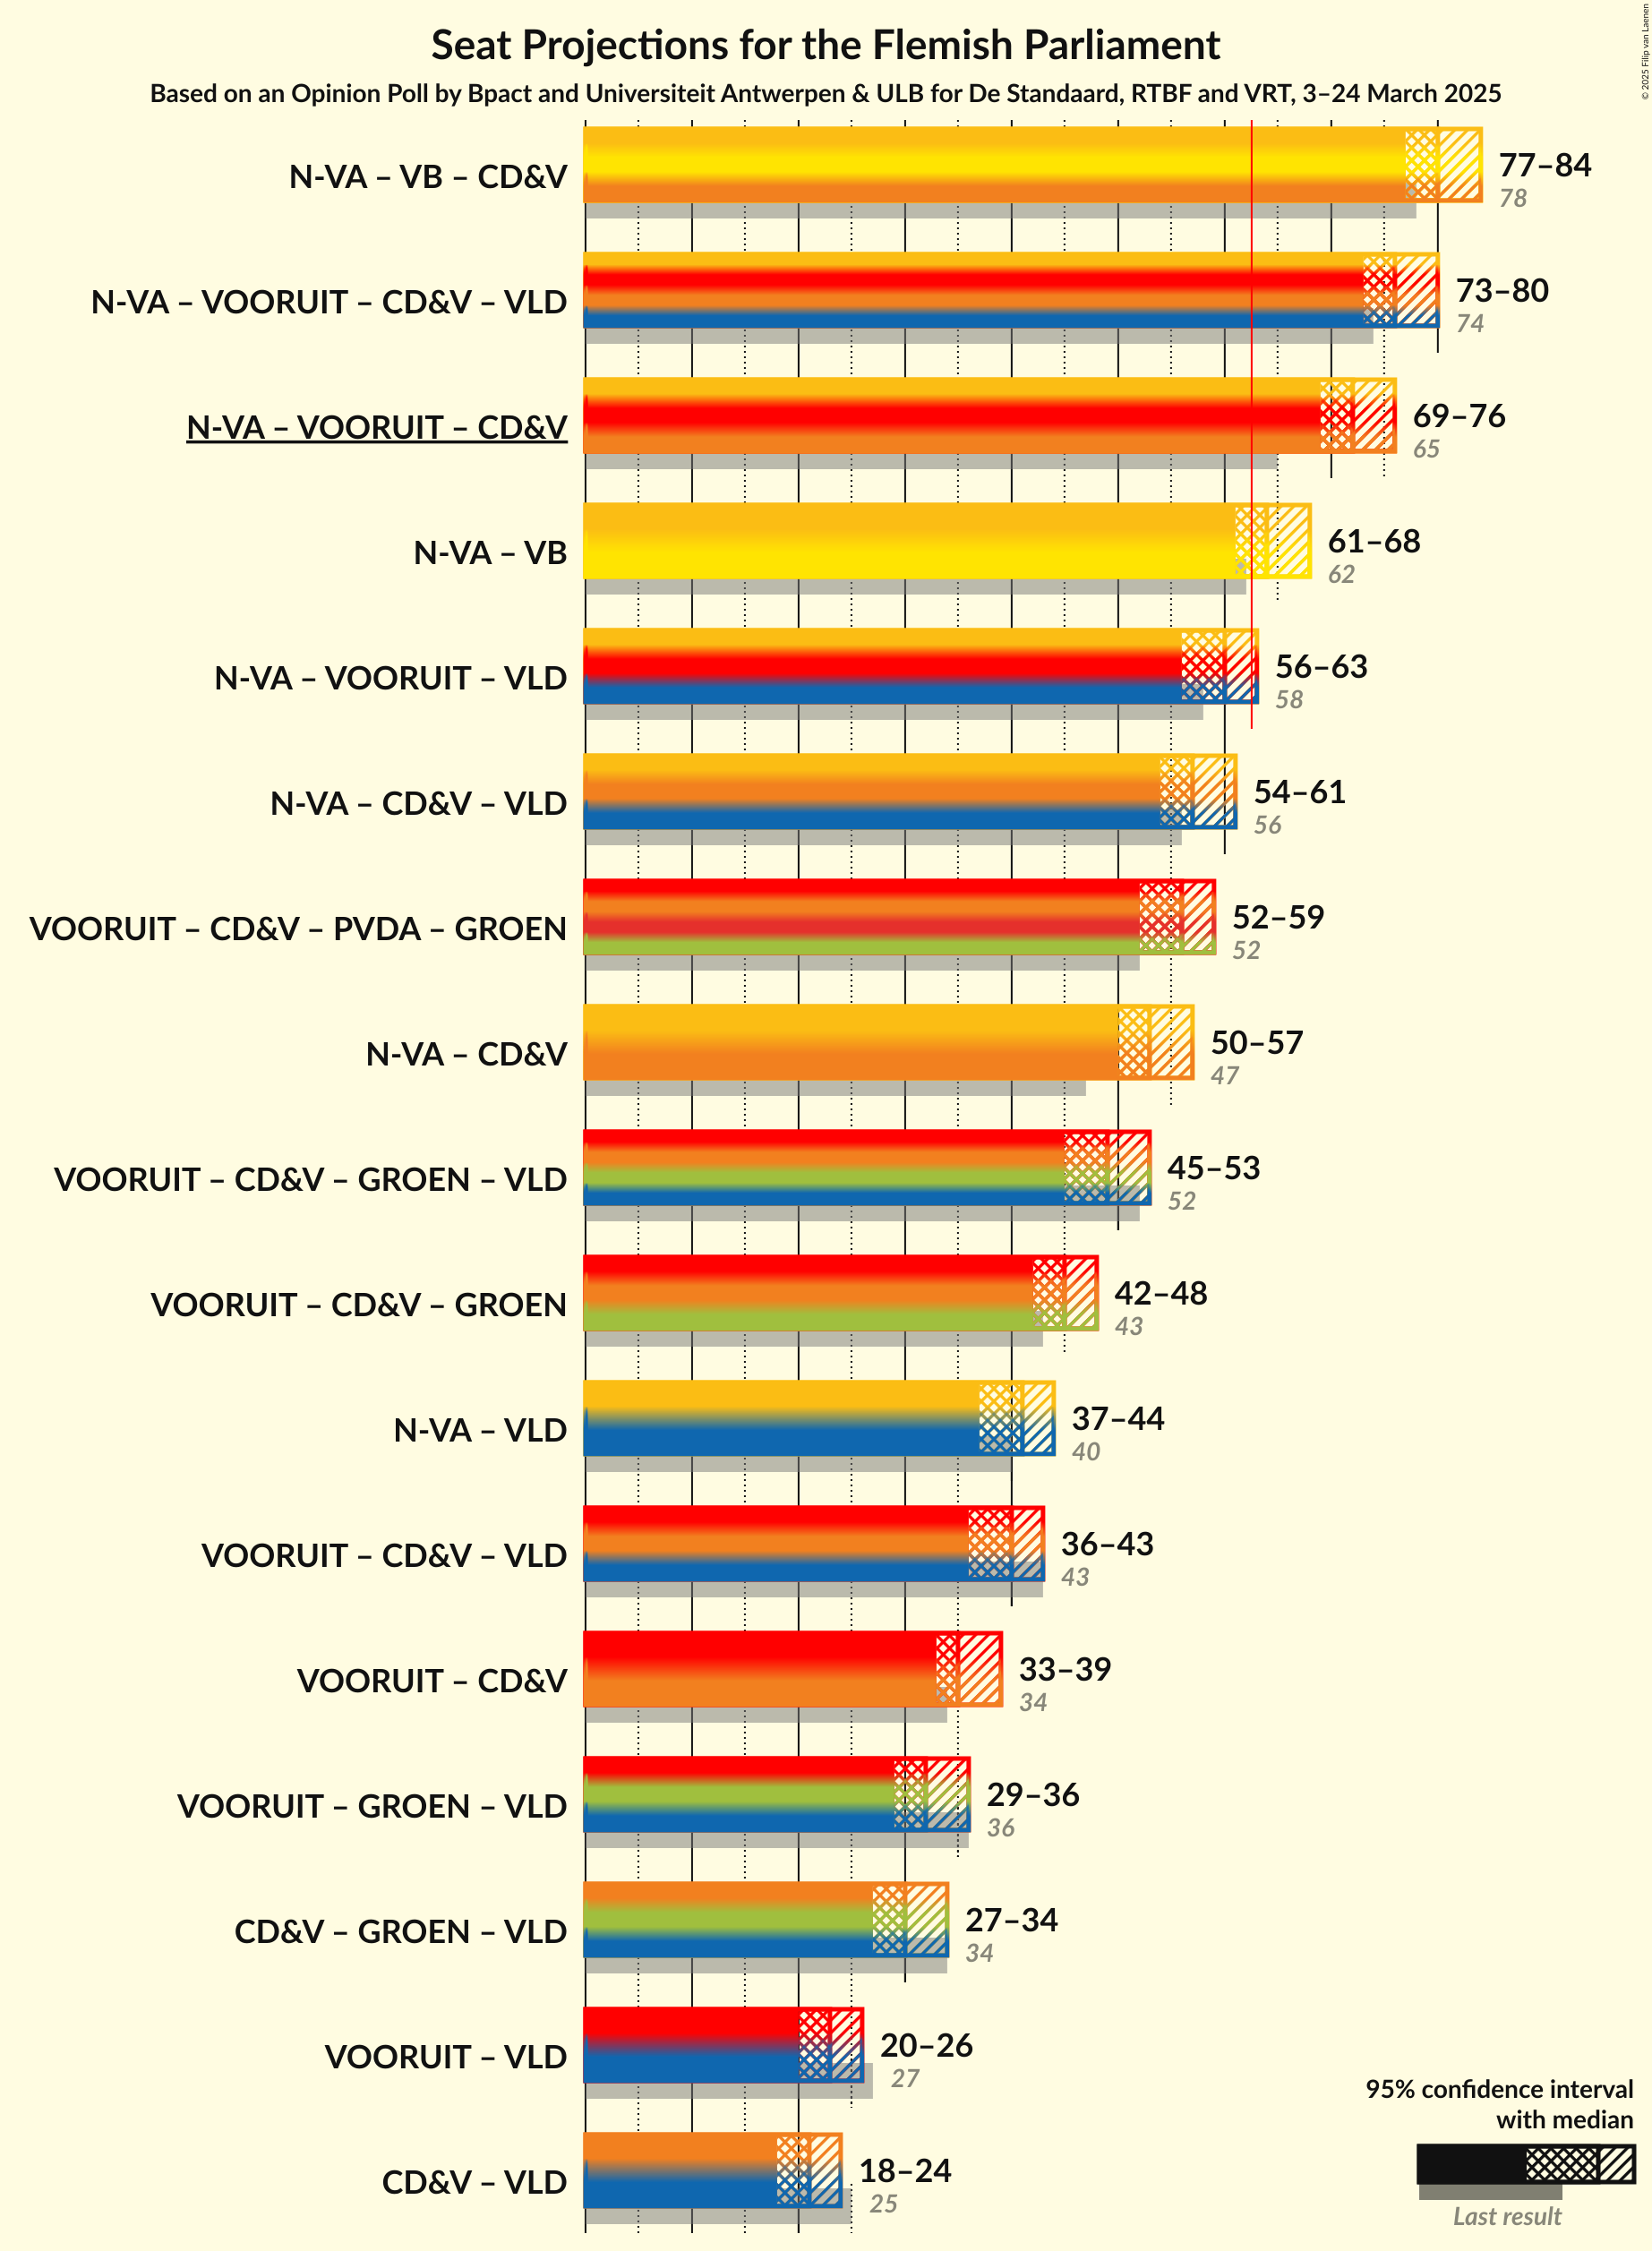 Seat Projections for the Flemish Parliament
Based on an Opinion Poll by Bpact and Universiteit Antwerpen & ULB for De Standaard, RTBF and VRT, 3–24 March 2025
© 2025 Filip van Laenen
N-VA – VB – CD&V
77–84
78
N-VA – VOORUIT – CD&V – VLD
73–80
74
N-VA – VOORUIT – CD&V
69–76
65
N-VA – VB
61–68
62
N-VA – VOORUIT – VLD
56–63
58
N-VA – CD&V – VLD
54–61
56
VOORUIT – CD&V – PVDA – GROEN
52–59
52
N-VA – CD&V
50–57
47
VOORUIT – CD&V – GROEN – VLD
45–53
52
VOORUIT – CD&V – GROEN
42–48
43
N-VA – VLD
37–44
40
VOORUIT – CD&V – VLD
36–43
43
VOORUIT – CD&V
33–39
34
VOORUIT – GROEN – VLD
29–36
36
CD&V – GROEN – VLD
27–34
34
VOORUIT – VLD
20–26
27
CD&V – VLD
18–24
25
95% confidence interval
with median
Last result